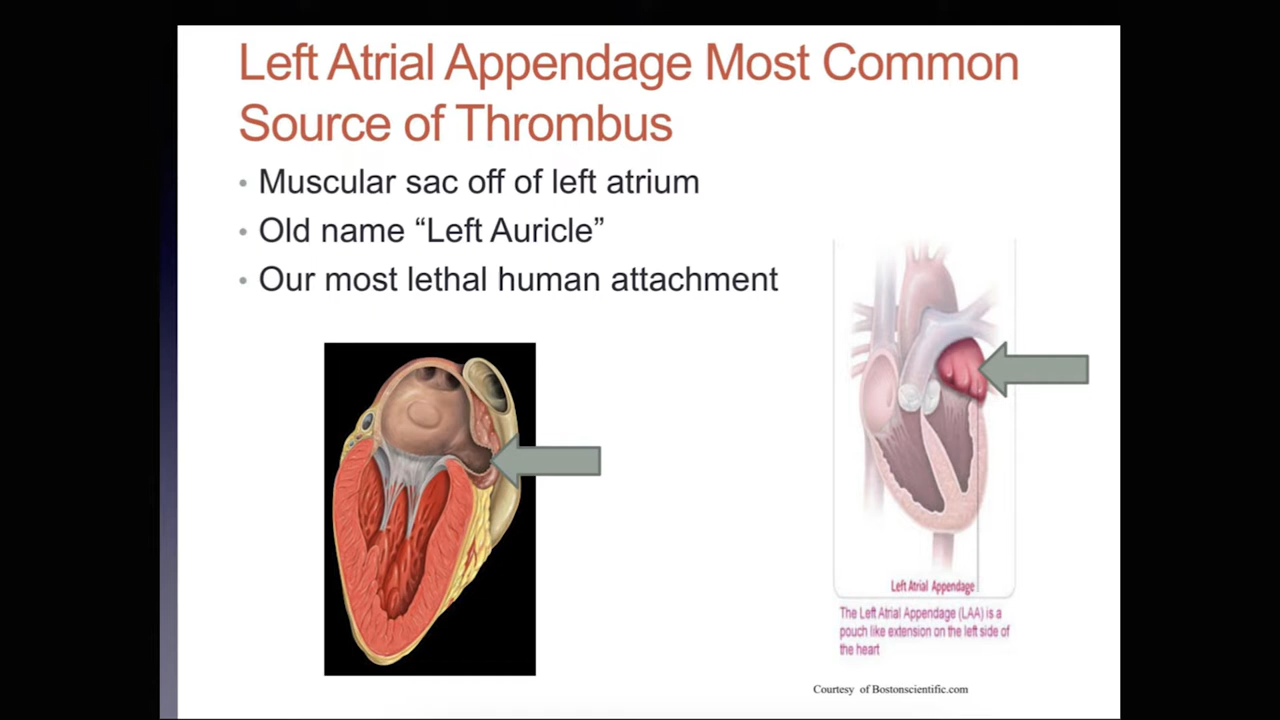 Left Atrial Appendage Most Common
Source of Thrombus
• Muscular sac off of left atrium
• Old name “Left Auricle”
• Our most lethal human attachment
Left Atrial Appendage
The Left Atrial Appendage (LAA) is a
pouch like extension on the left side of
the heart
Courtesy of Bostonscientific.com